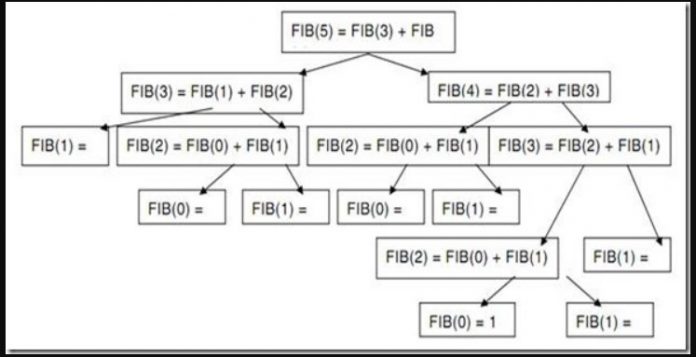 FIB(5) = FIB(3) + FIB
FIB(3) = FIB(1) + FIB(2)
FIB(4) = FIB(2) + FIB(3)
FIB(1) =
FIB(2) = FIB(0) + FIB(1)
FIB(2) = FIB(0) + FIB(1)
FIB(3) = FIB(2) + FIB(1)
FIB(0) =
FIB(1) =
FIB(0) =
FIB(1) =
FIB(2) = FIB(0) + FIB(1)
FIB(1) =
FIB(0) = 1
FIB(1) =